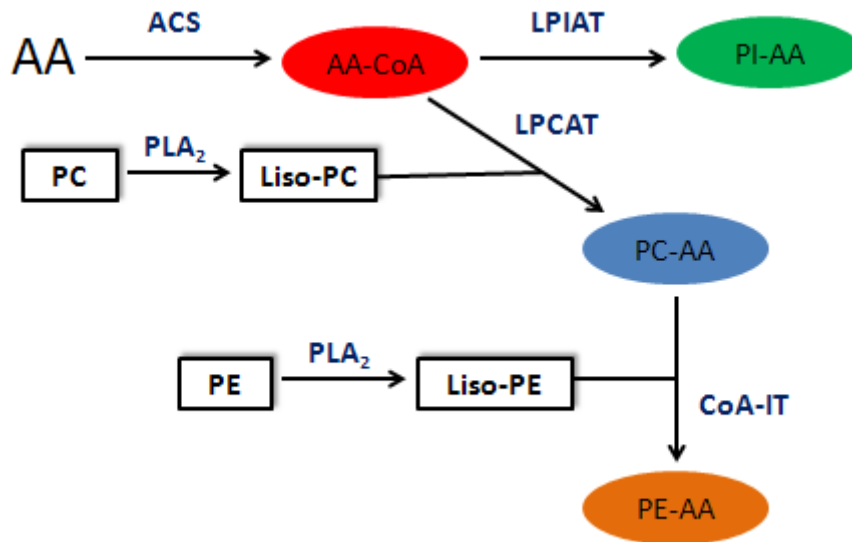 ACS
LPIAT
AA
AA-CoA
PI-AA
LPCAT
PLA₂
PC
Liso-PC
PC-AA
PLA₂
PE
Liso-PE
CoA-IT
PE-AA